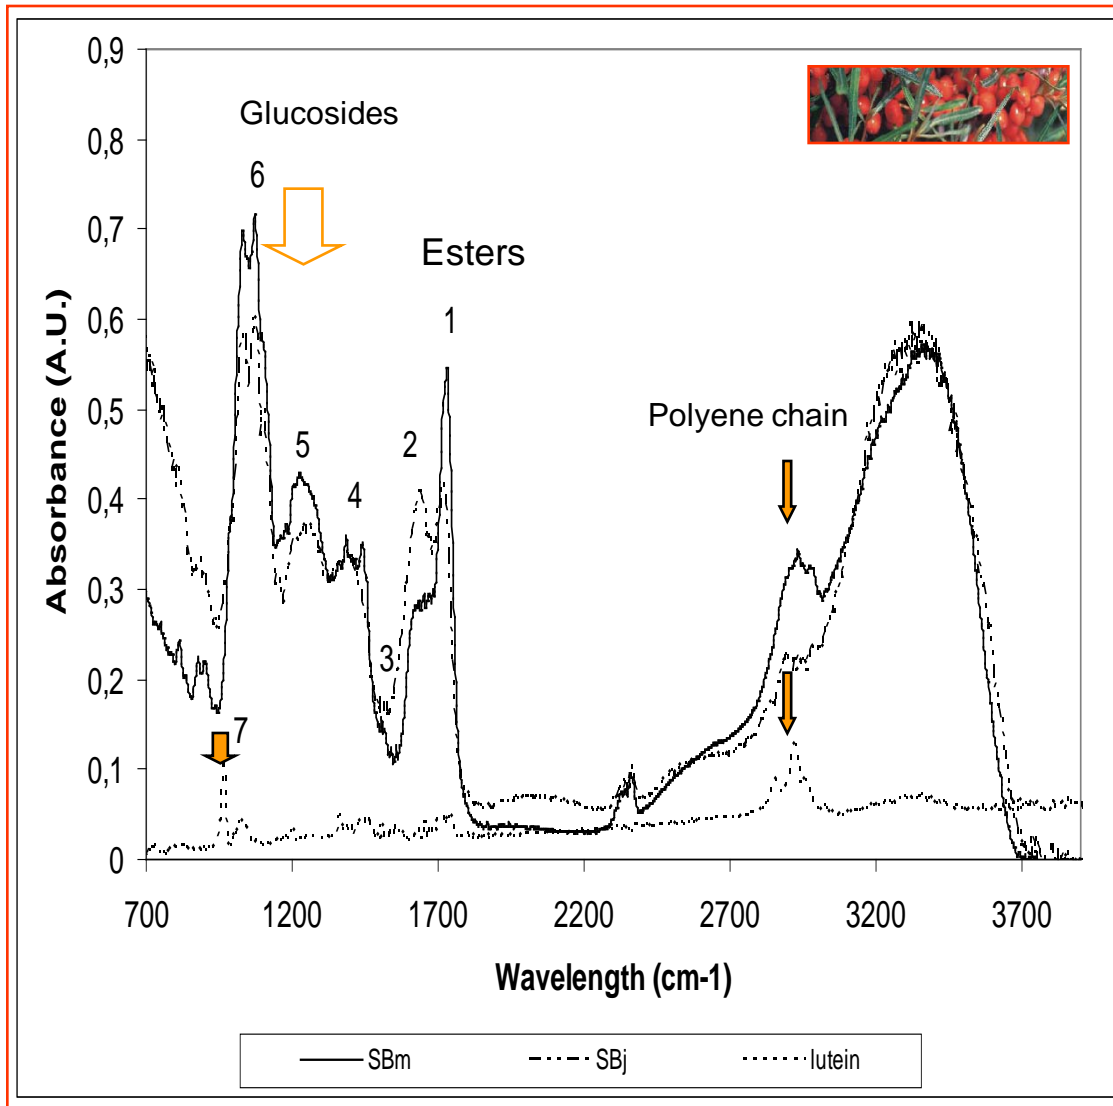 0,9
0,8
0,7
0,6
0,5
0,4
0,3
0,2
0,1
0
Absorbance (A.U.)
Glucosides
6
Esters
1
5
2
4
3
7
Polyene chain
700 1200 1700 2200 2700 3200 3700
Wavelength (cm-1)
SBm SBj lutein